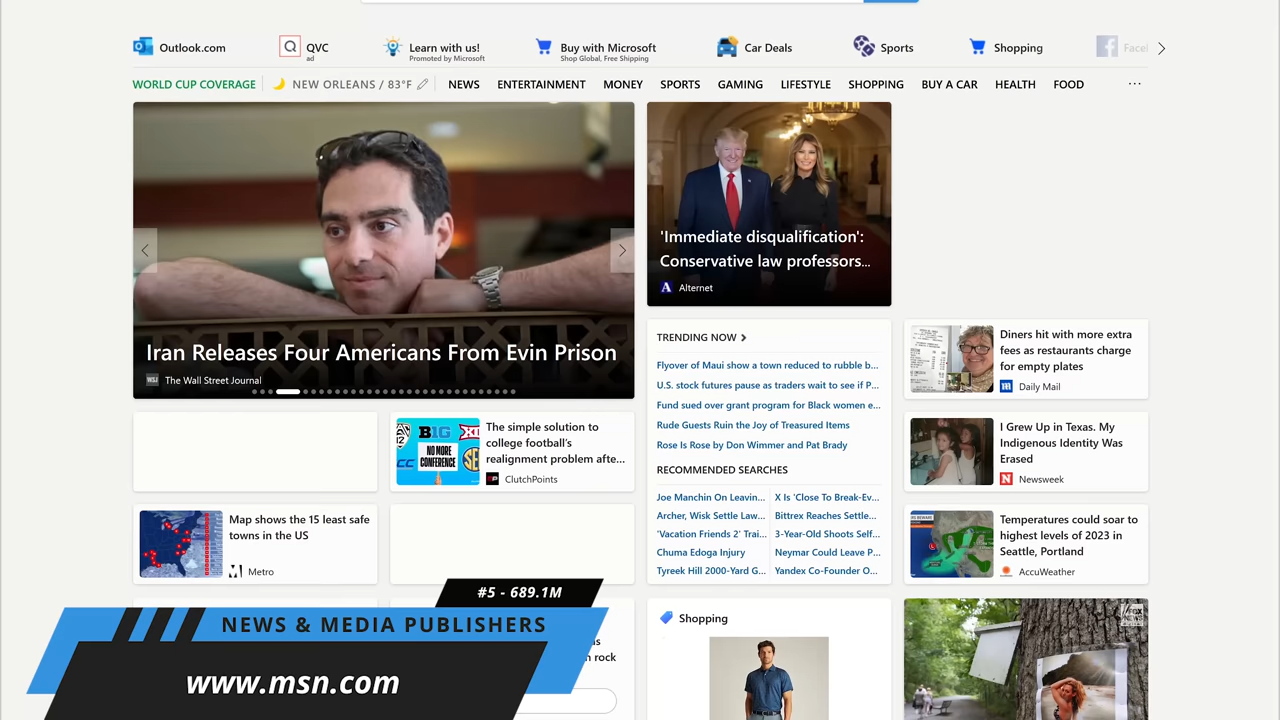 Outlook.com
QVC
ad
Learn with us!
Promoted by Microsoft
Buy with Microsoft
Shop Global, Free Shipping
Car Deals
Sports
Shopping
Facel
WORLD CUP COVERAGE
NEW ORLEANS / 83°F
NEWS
ENTERTAINMENT
MONEY
SPORTS
GAMING
LIFESTYLE
SHOPPING
BUY A CAR
HEALTH
FOOD
...
Iran Releases Four Americans From Evin Prison
WSJ
The Wall Street Journal
'Immediate disqualification':
Conservative law professors...
A Alternet
TRENDING NOW
Flyover of Maui show a town reduced to rubble b...
U.S. stock futures pause as traders wait to see if P...
Fund sued over grant program for Black women e...
Rude Guests Ruin the Joy of Treasured Items
Rose Is Rose by Don Wimmer and Pat Brady
RECOMMENDED SEARCHES
Joe Manchin On Leavin...
X Is 'Close To Break-Ev...
Archer, Wisk Settle Law...
Bittrex Reaches Settle...
'Vacation Friends 2' Trai...
3-Year-Old Shoots Self...
Chuma Edoga Injury
Neymar Could Leave P...
Tyreek Hill 2000-Yard G...
Yandex Co-Founder O...
Diners hit with more extra
fees as restaurants charge
for empty plates
Daily Mail
BIG
NO MORE
CONFERENCE
The simple solution to
college football's
realignment problem afte...
ClutchPoints
I Grew Up in Texas. My
Indigenous Identity Was
Erased
N Newsweek
Map shows the 15 least safe
towns in the US
Metro
Temperatures could soar to
highest levels of 2023 in
Seattle, Portland
AccuWeather
Shopping
rock
#5 - 689.1M
NEWS & MEDIA PUBLISHERS
www.msn.com